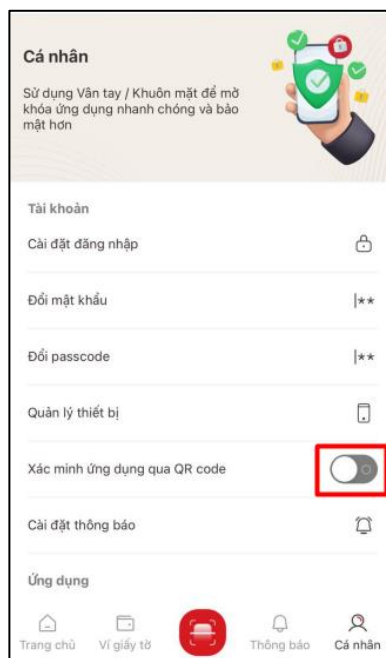 Cá nhân
Sử dụng Vân tay / Khuôn mặt để mở
khóa ứng dụng nhanh chóng và bảo
mật hơn
Tài khoản
Cài đặt đăng nhập
Đổi mật khẩu
|**
Đổi passcode
|**
Quản lý thiết bị
Xác minh ứng dụng qua QR code
Cài đặt thông báo
Ứng dụng
Trang chủ
Ví giấy tờ
Thông báo
Cá nhân